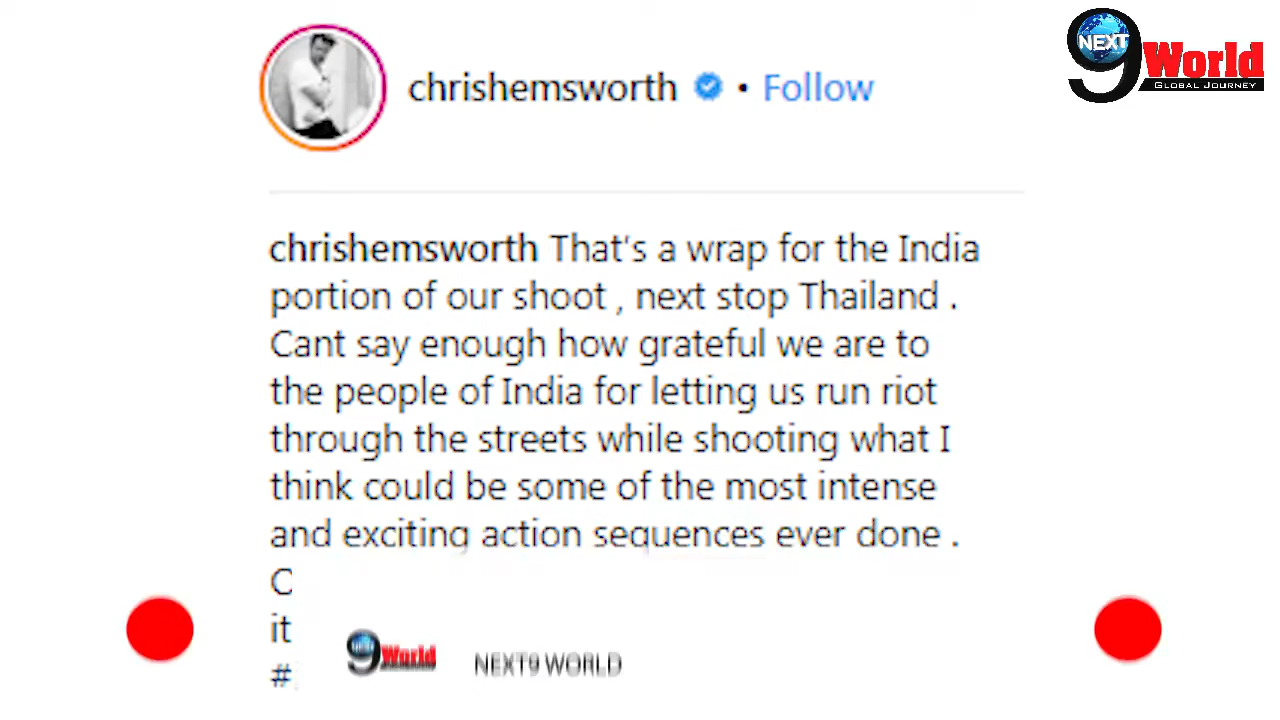 chrishemsworth • Follow
NEXT
9 World
GLOBAL JOURNEY
chrishemsworth That's a wrap for the India
portion of our shoot , next stop Thailand .
Cant say enough how grateful we are to
the people of India for letting us run riot
through the streets while shooting what I
think could be some of the most intense
and exciting action sequences ever done .
C
it
#
9 World
NEXT9 WORLD